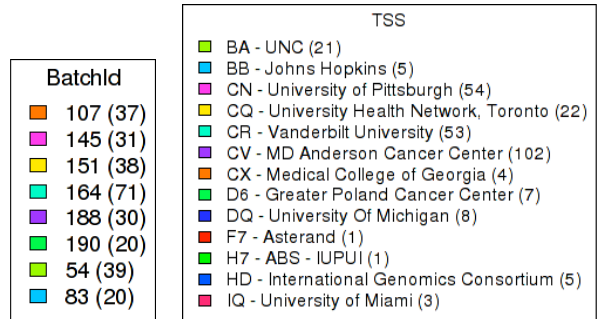 BatchId
107 (37)
145 (31)
151 (38)
164 (71)
188 (30)
190 (20)
54 (39)
83 (20)
TSS
BA - UNC (21)
BB - Johns Hopkins (5)
CN - University of Pittsburgh (54)
CQ - University Health Network, Toronto (22)
CR - Vanderbilt University (53)
CV - MD Anderson Cancer Center (102)
CX - Medical College of Georgia (4)
D6 - Greater Poland Cancer Center (7)
DQ - University Of Michigan (8)
F7 - Asterand (1)
H7 - ABS - IUPUI (1)
HD - International Genomics Consortium (5)
IQ - University of Miami (3)